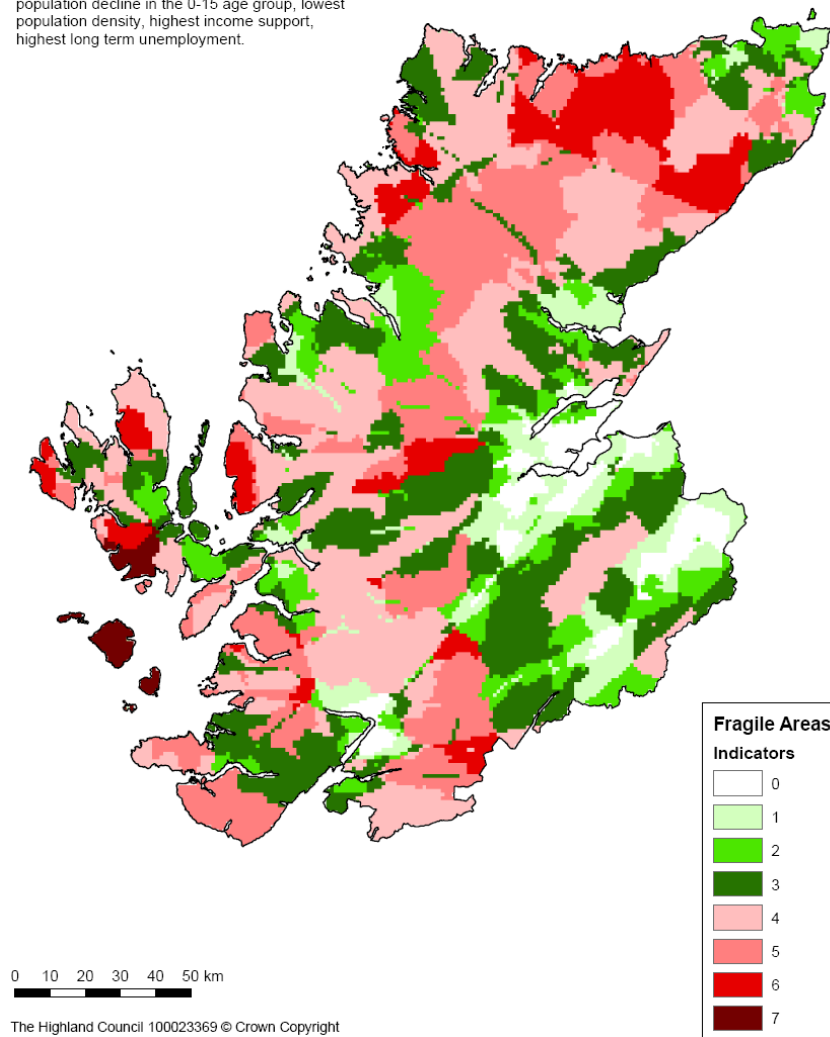 population decline in the 0-15 age group, lowest
population density, highest income support,
highest long term unemployment.
Fragile Areas
Indicators
0
1
2
3
4
5
6
7
0 10 20 30 40 50 km
The Highland Council 100023369 © Crown Copyright